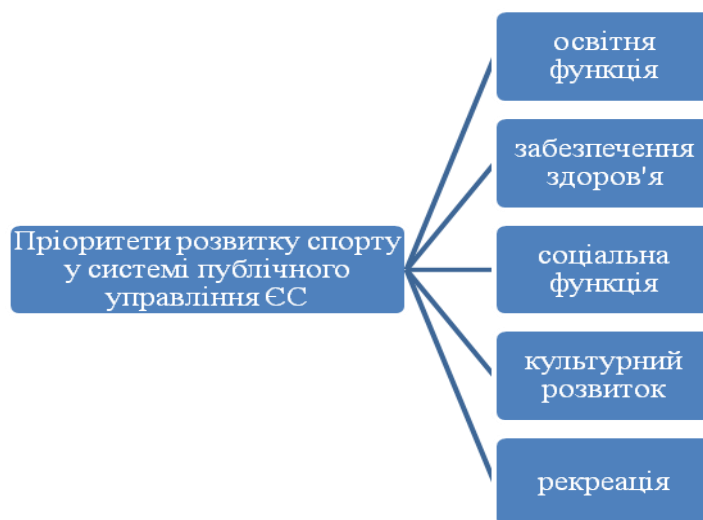 Пріоритети розвитку спорту
у системі публічного
управління ЄС
освітня
функція
забезпечення
здоров'я
соціальна
функція
культурний
розвиток
рекреація